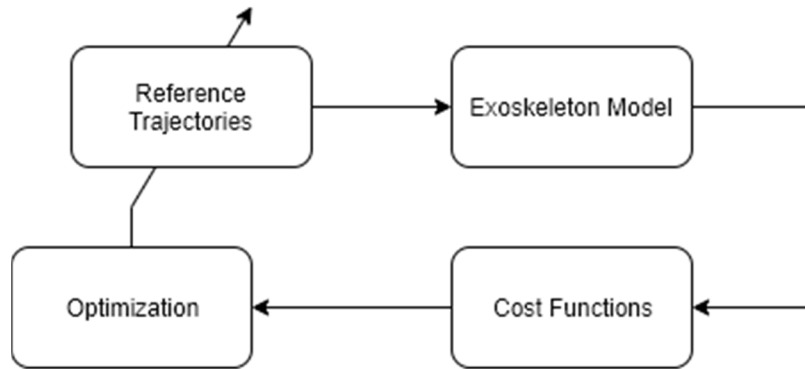 Reference
Trajectories
Exoskeleton Model
Optimization
Cost Functions